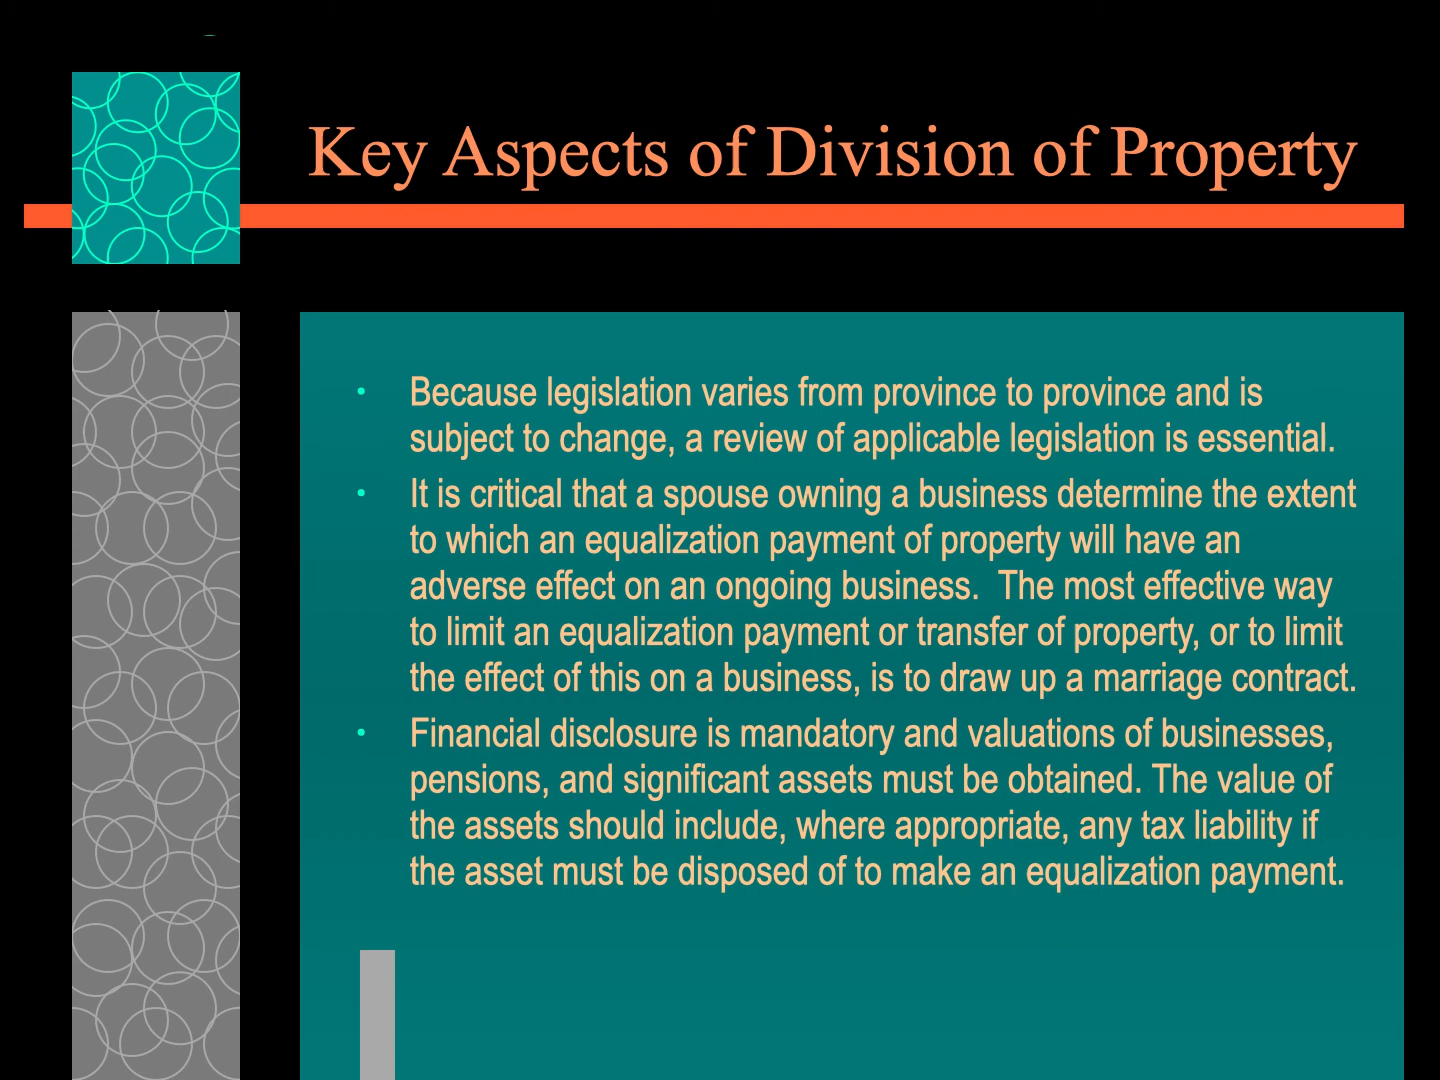 Key Aspects of Division of Property
• Because legislation varies from province to province and is
subject to change, a review of applicable legislation is essential.
• It is critical that a spouse owning a business determine the extent
to which an equalization payment of property will have an
adverse effect on an ongoing business.  The most effective way
to limit an equalization payment or transfer of property, or to limit
the effect of this on a business, is to draw up a marriage contract.
• Financial disclosure is mandatory and valuations of businesses,
pensions, and significant assets must be obtained. The value of
the assets should include, where appropriate, any tax liability if
the asset must be disposed of to make an equalization payment.